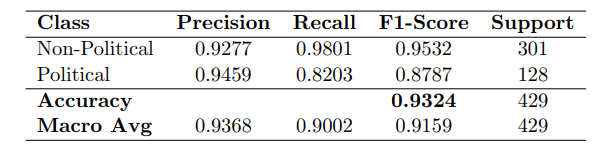 Class Precision Recall F1-Score Support
Non-Political 0.9277 0.9801 0.9532 301
Political 0.9459 0.8203 0.8787 128
Accuracy 0.9324 429
Macro Avg 0.9368 0.9002 0.9159 429